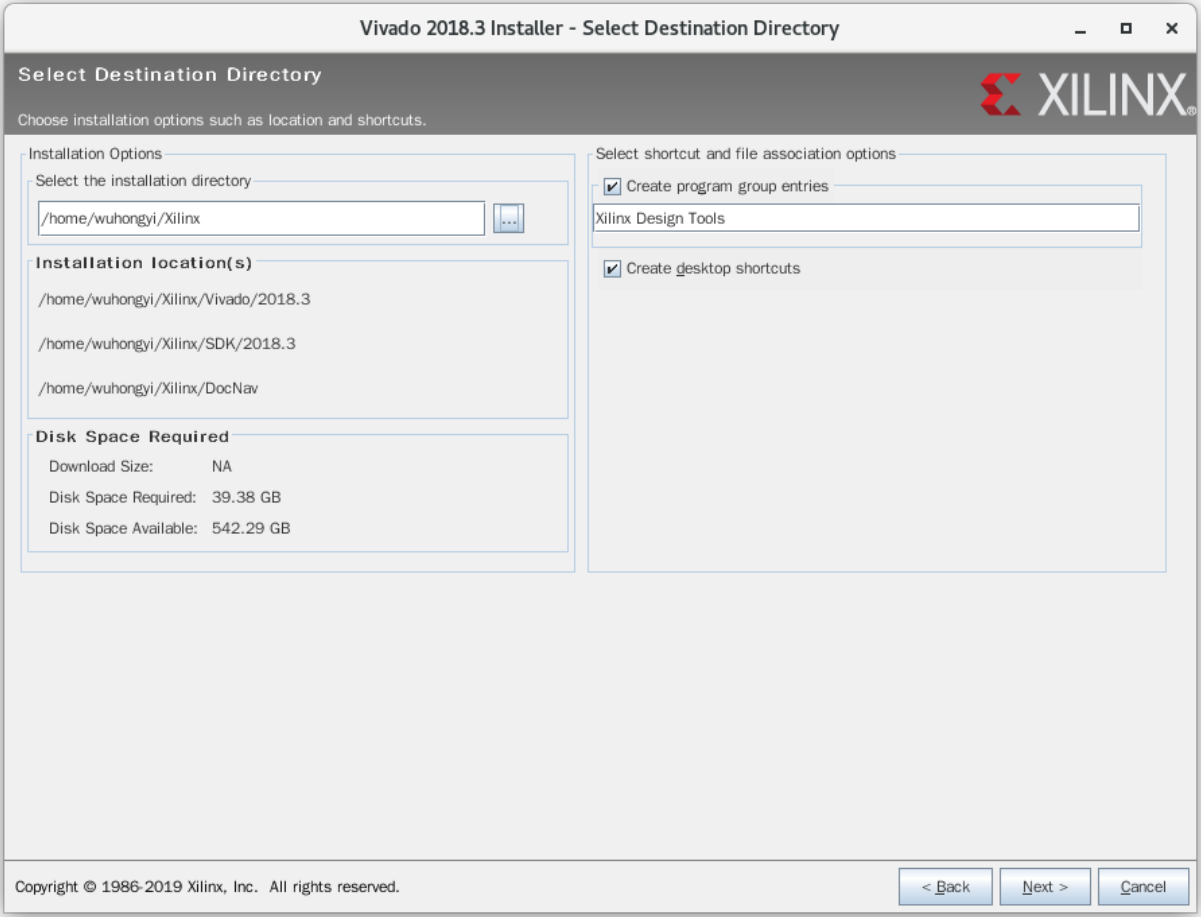 Vivado 2018.3 Installer - Select Destination Directory
Select Destination Directory
XILINX®
Choose installation options such as location and shortcuts.
Installation Options
Select the installation directory
/home/wuhongyi/Xilinx
...
Installation location(s)
/home/wuhongyi/Xilinx/Vivado/2018.3
/home/wuhongyi/Xilinx/SDK/2018.3
/home/wuhongyi/Xilinx/DocNav
Disk Space Required
Download Size: NA
Disk Space Required: 39.38 GB
Disk Space Available: 542.29 GB
Select shortcut and file association options
Create program group entries
Xilinx Design Tools
Create desktop shortcuts
Copyright © 1986-2019 Xilinx, Inc. All rights reserved.
< Back Next > Cancel